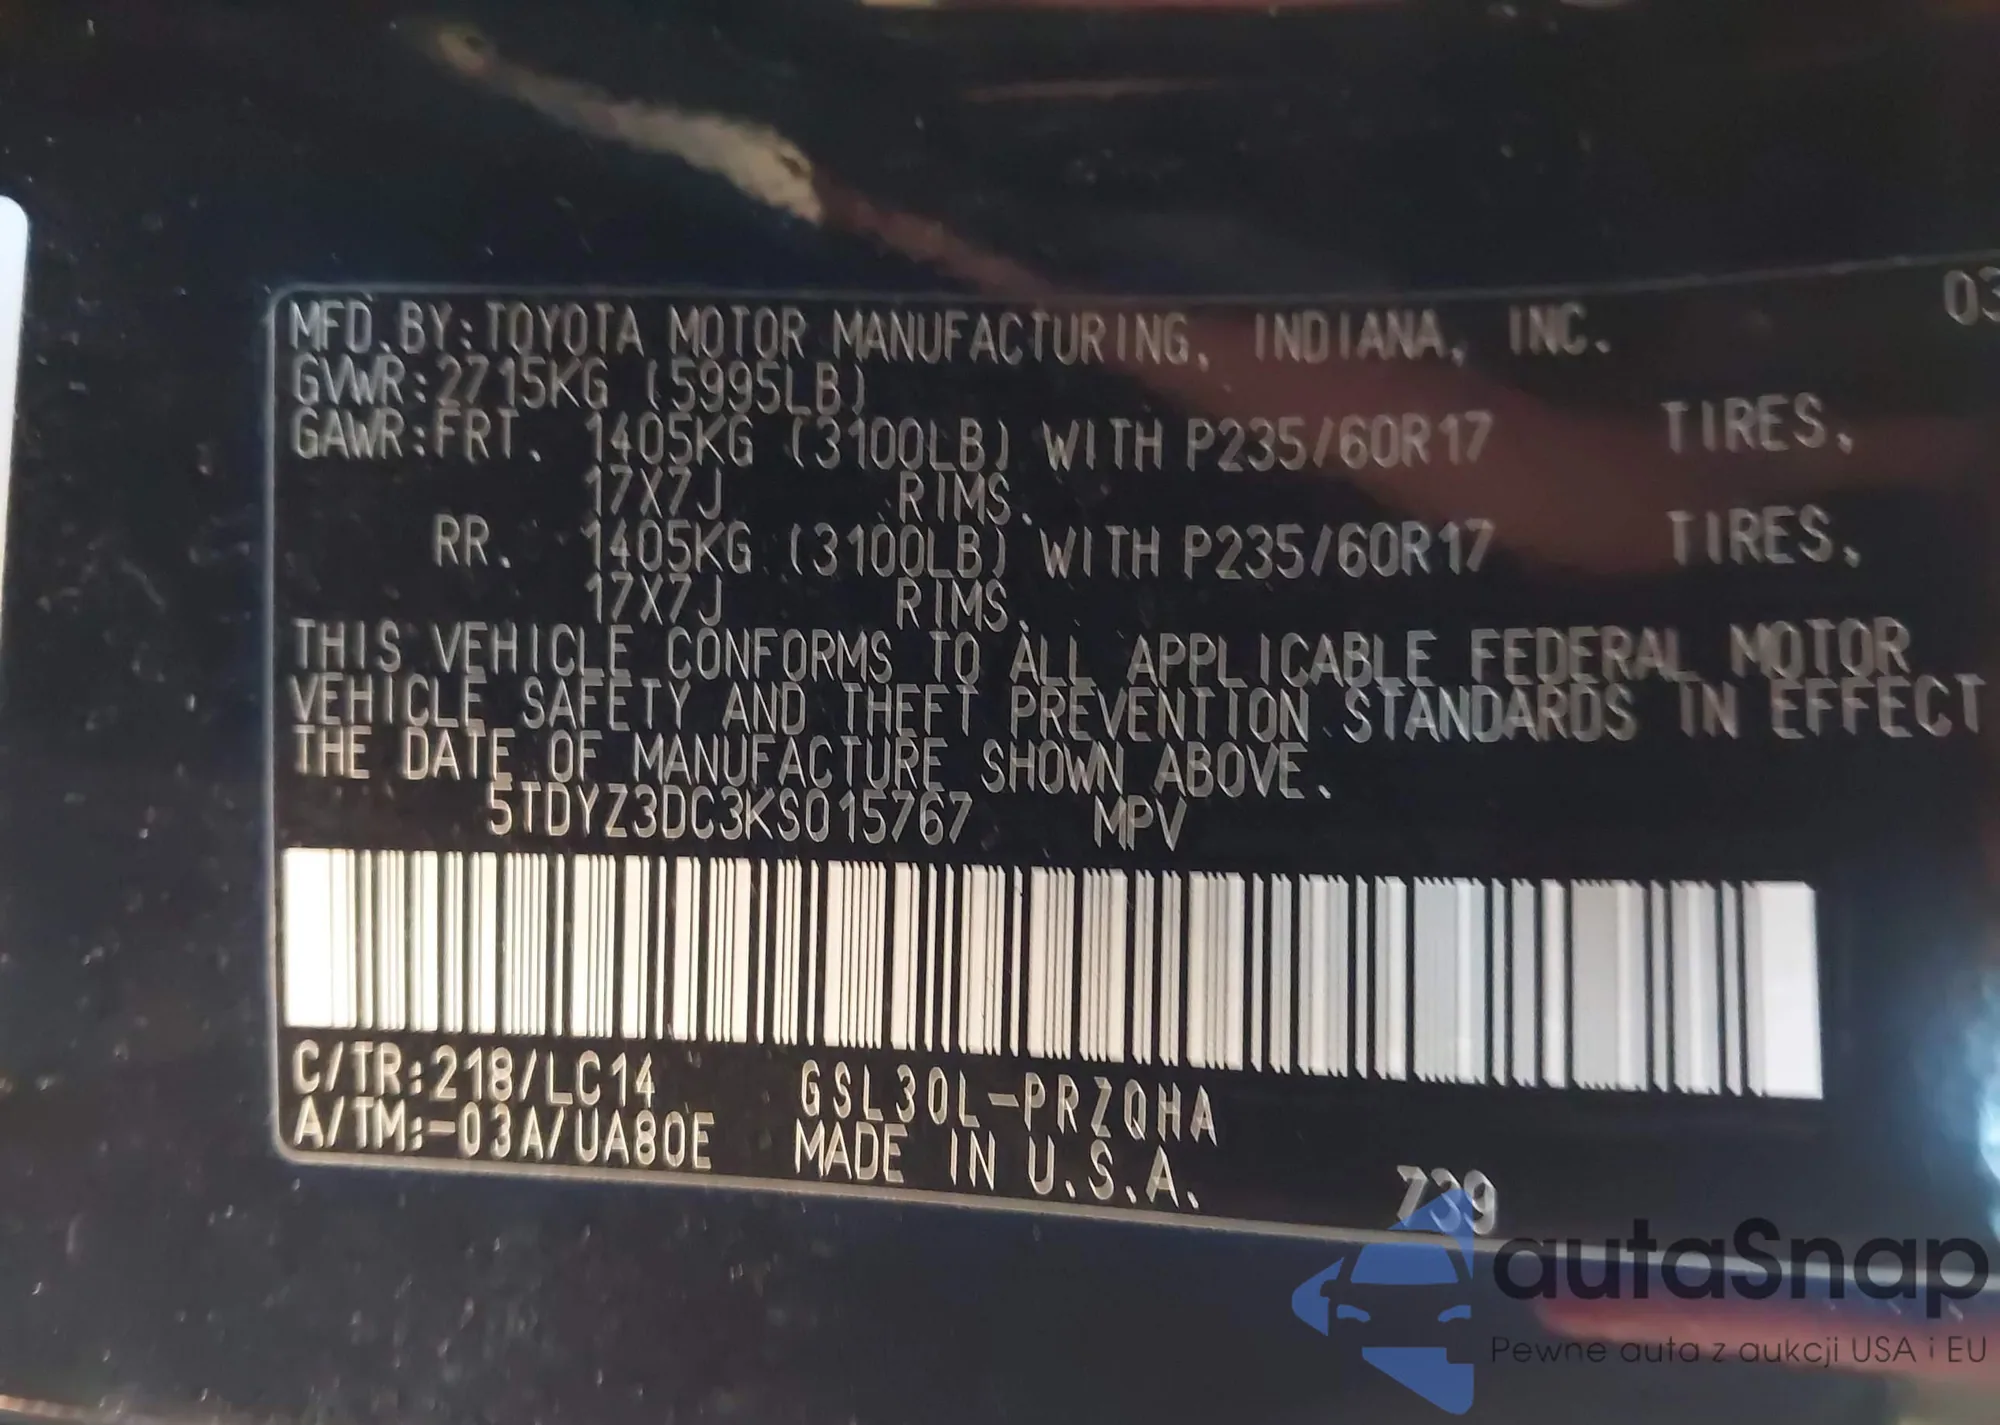 03
MFD.BY:TOYOTA MOTOR MANUFACTURING, INDIANA, INC.
GVWR:2715KG (5995LB)
GAWR:FRT. 1405KG (3100LB) WITH P235/60R17 TIRES,
17X7J RIMS.
RR. 1405KG (3100LB) WITH P235/60R17 TIRES,
17X7J RIMS.
THIS VEHICLE CONFORMS TO ALL APPLICABLE FEDERAL MOTOR
VEHICLE SAFETY AND THEFT PREVENTION STANDARDS IN EFFECT
THE DATE OF MANUFACTURE SHOWN ABOVE.
5TDYZ3DC3KS015767 MPV
C/TR:218/LC14 GSL30L-PRZQHA
A/TM:-03A/UA80E MADE IN U.S.A.
739
autaSnap
Pewne auta z aukcji USA i EU